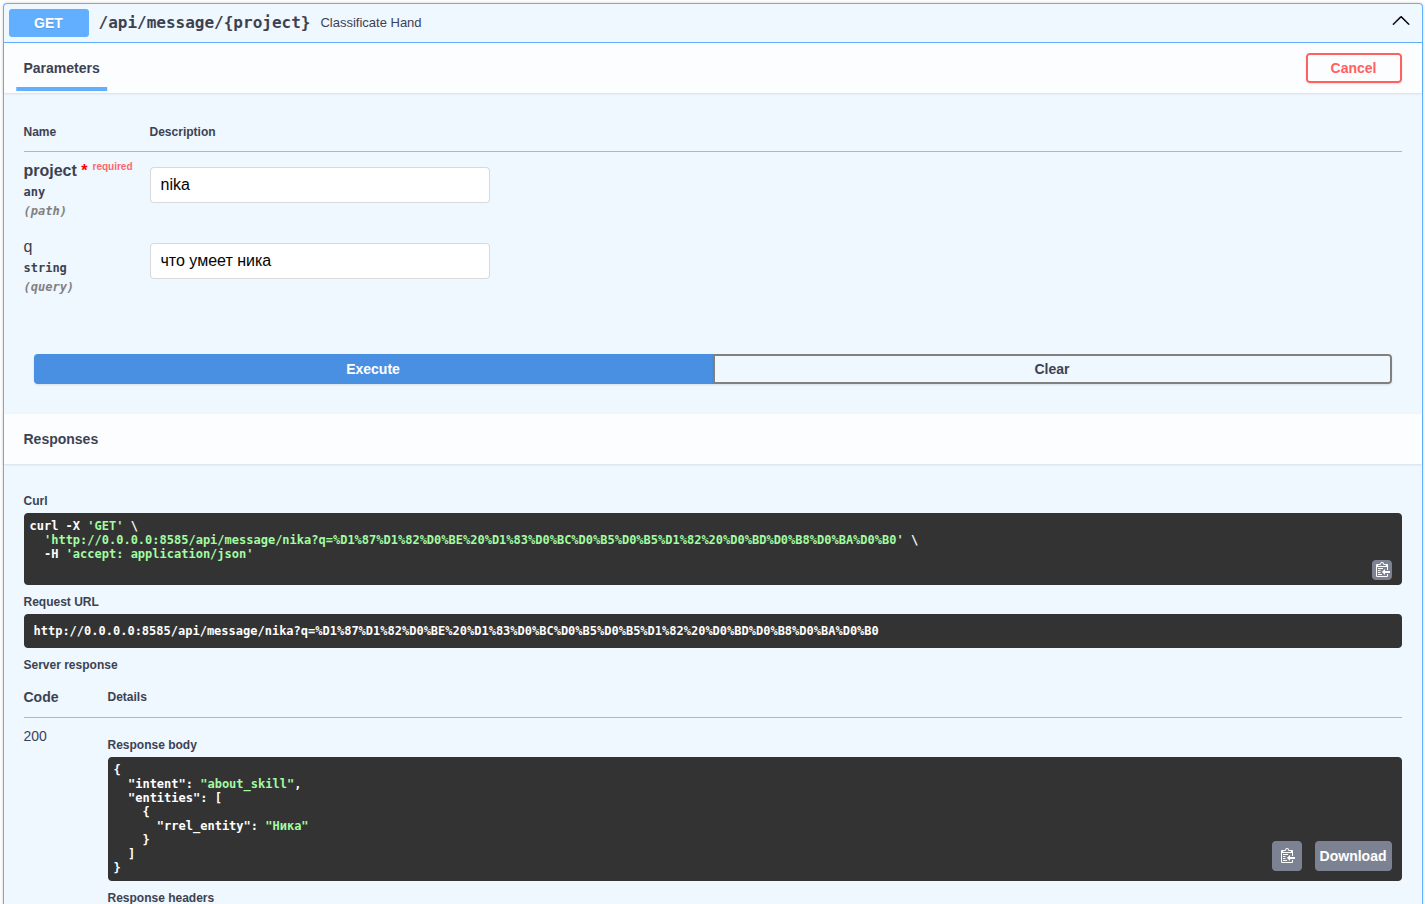 GET /api/message/{project} Classificate Hand
Parameters
Cancel
Name Description
project * required
any
(path)
nika
q
string
(query)
что умеет ника
Execute
Clear
Responses
Curl
curl -X 'GET' \
'http://0.0.0.0:8585/api/message/nika?q=%D1%87%D1%82%D0%BE%20%D1%83%D0%BC%D0%B5%D0%B5%D1%82%20%D0%BD%D0%B8%D0%BA%D0%B0' \
-H 'accept: application/json'
Request URL
http://0.0.0.0:8585/api/message/nika?q=%D1%87%D1%82%D0%BE%20%D1%83%D0%BC%D0%B5%D0%B5%D1%82%20%D0%BD%D0%B8%D0%BA%D0%B0
Server response
Code Details
200
Response body
{
"intent": "about_skill",
"entities": [
{
"rrel_entity": "Ника"
}
]
}
Download
Response headers